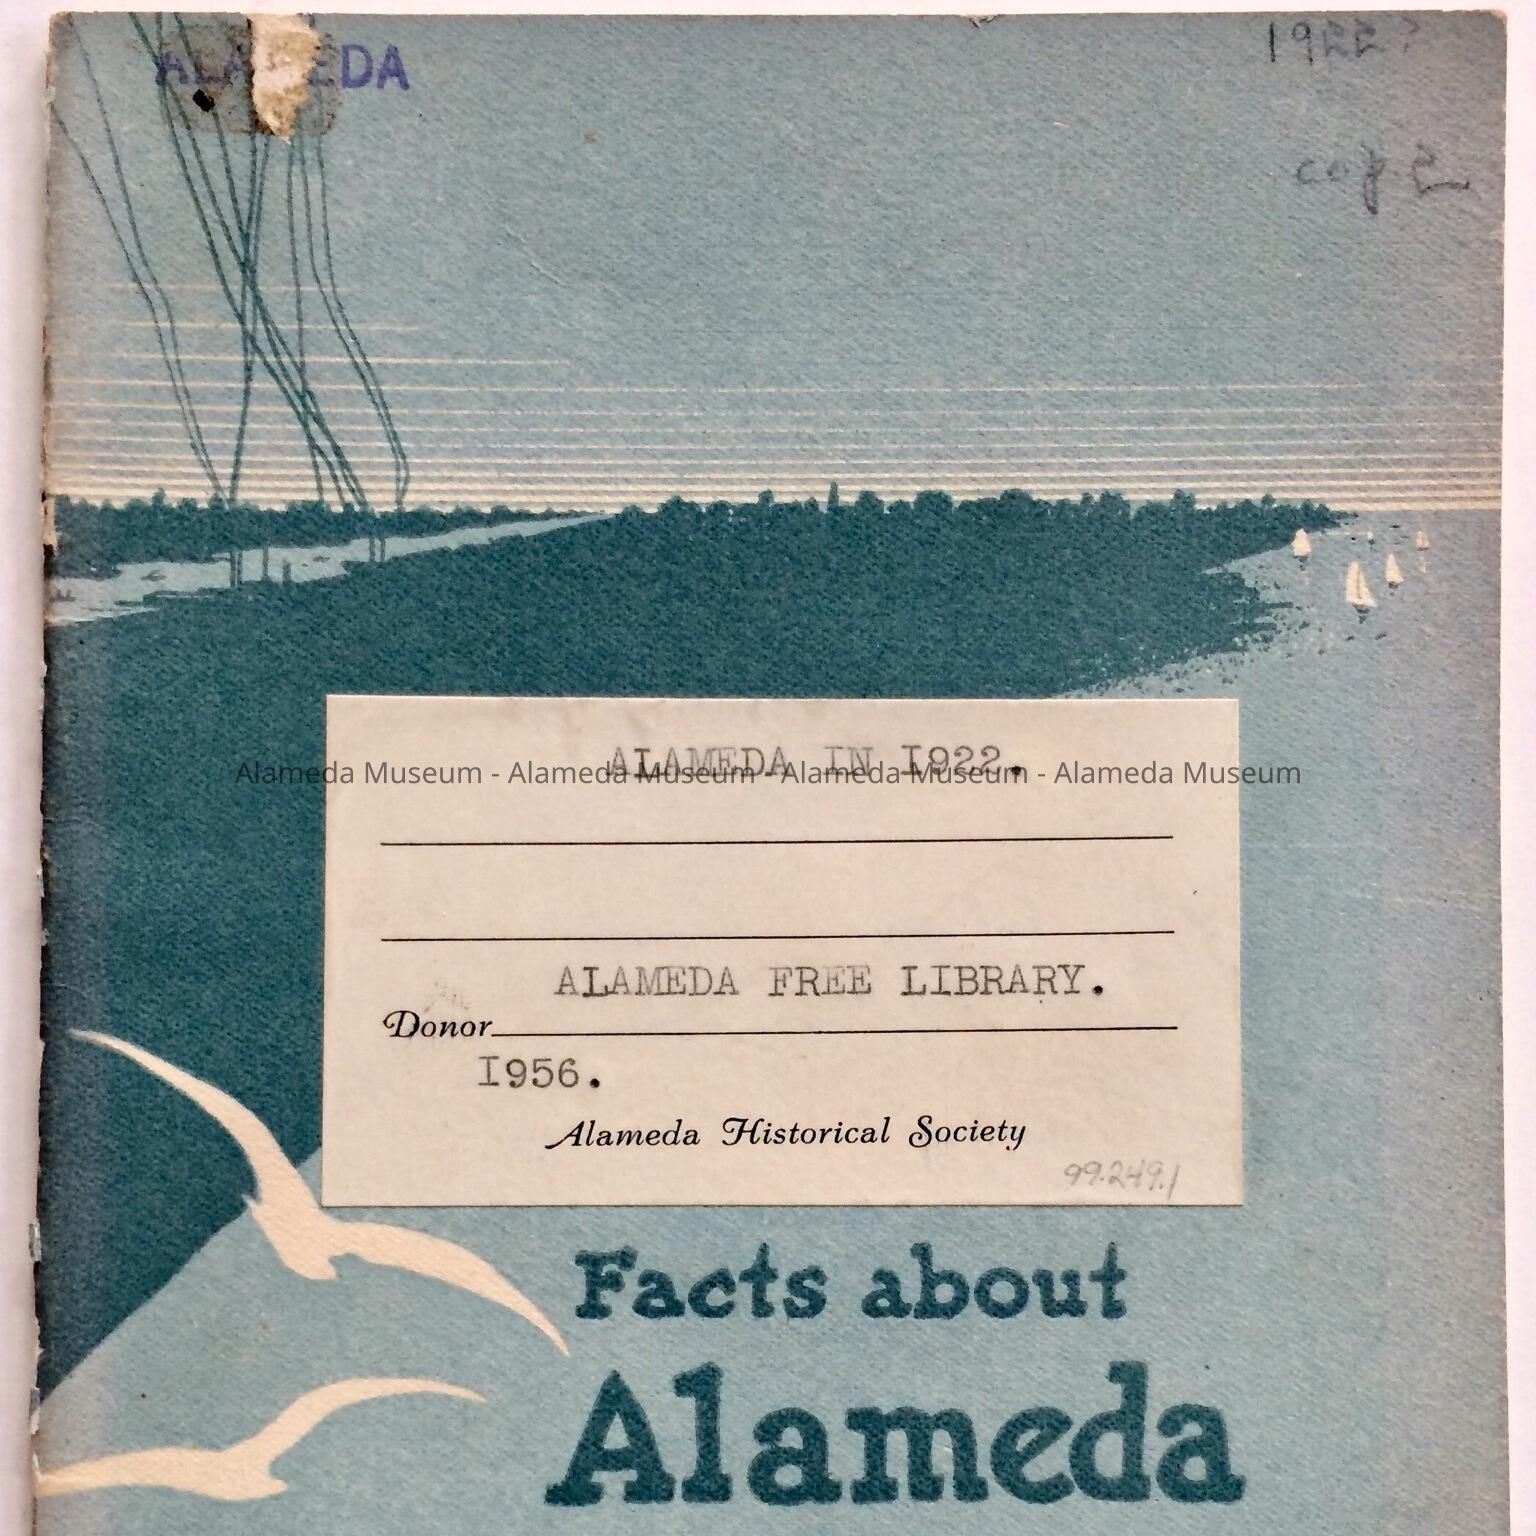 ALAMEDA
1922?
cop. 2
ALAMEDA IN I922.
Alameda Museum - Alameda Museum - Alameda Museum - Alameda Museum
ALAMEDA FREE LIBRARY.
Donor
I956.
Alameda Historical Society
99.249.1
Facts about
Alameda